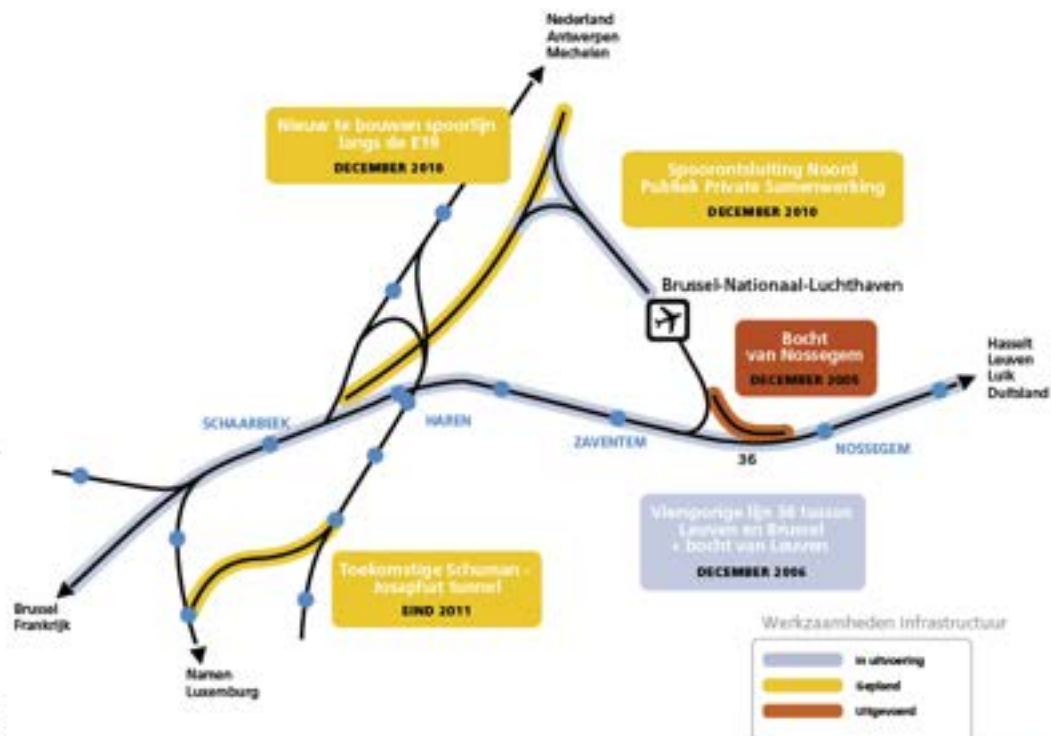 Nederland
Antwerpen
Mechelen
Nieuw te bouwen spoorlijn
langs de E19
DECEMBER 2010
Spoorontsluiting Noord
Publiek Private Samenwerking
DECEMBER 2010
Brussel-Nationaal-Luchthaven
Bocht
van Nossegem
DECEMBER 2005
Hasselt
Leuven
Luik
Duitsland
SCHAARBEEK
HAREN
ZAVENTEM
NOSSEGEM
36
Viersporige lijn 36 tussen
Leuven en Brussel
+ bocht van Leuven
DECEMBER 2006
Toekomstige Schuman -
Josaphat Tunnel
EIND 2011
Brussel
Frankrijk
Namen
Luxemburg
Werkzaamheden Infrastructuur
In uitvoering
Gepland
Uitgevoerd